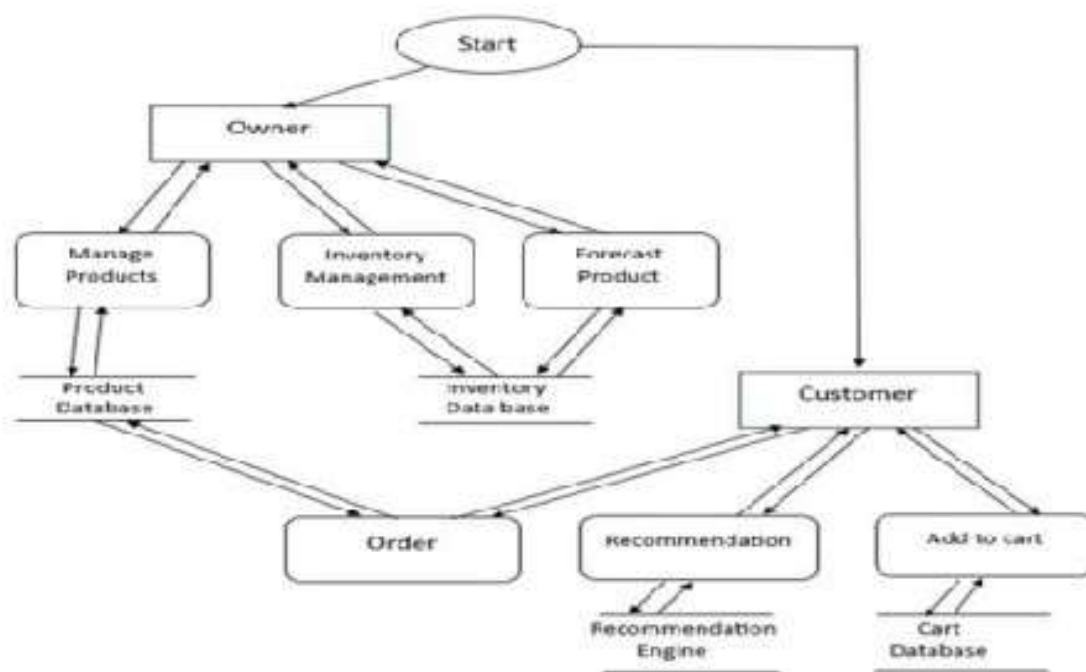 Start
Owner
Manage
Products
Inventory
Management
Forecast
Product
Product
Database
Inventory
Data base
Customer
Order
Recommendation
Add to cart
Recommendation
Engine
Cart
Database